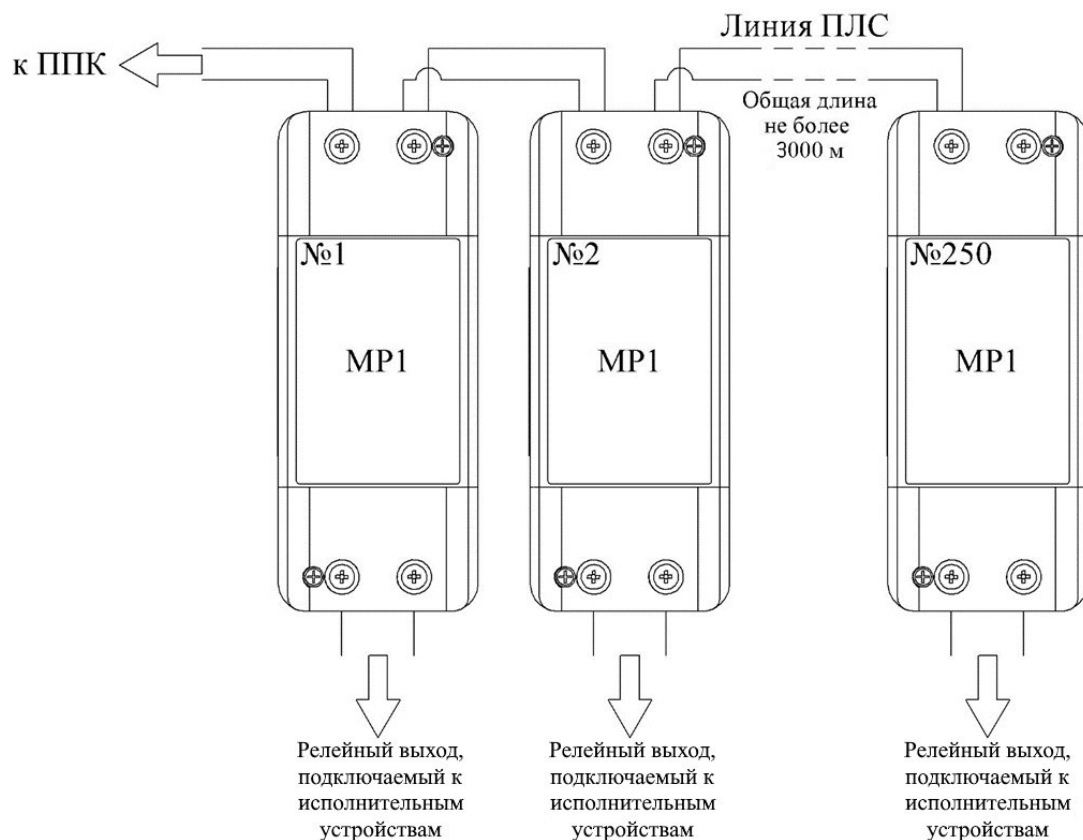 Линия ПЛС
к ППК
Общая длина
не более
3000 м
№1
№2
№250
МР1
МР1
МР1
Релейный выход,
подключаемый к
исполнительным
устройствам
Релейный выход,
подключаемый к
исполнительным
устройствам
Релейный выход,
подключаемый к
исполнительным
устройствам